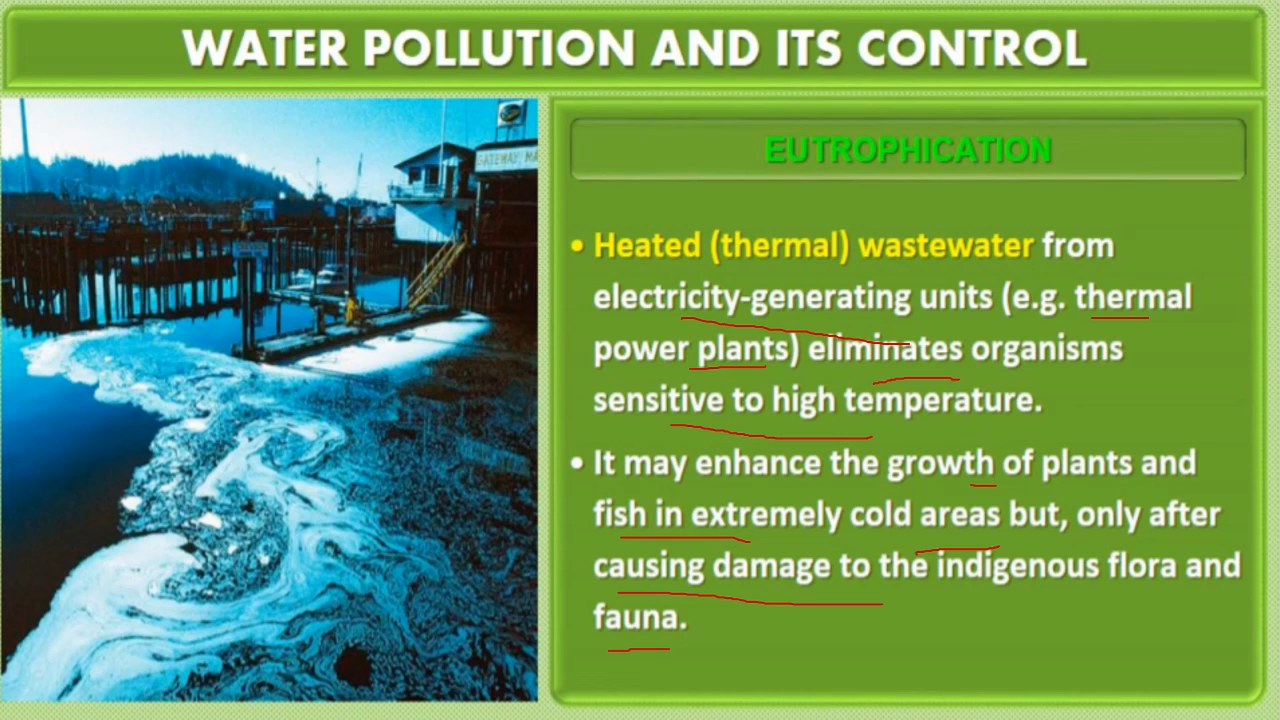 WATER POLLUTION AND ITS CONTROL
GATEWAY, MA
EUTROPHICATION
• Heated (thermal) wastewater from
electricity-generating units (e.g. thermal
power plants) eliminates organisms
sensitive to high temperature.
• It may enhance the growth of plants and
fish in extremely cold areas but, only after
causing damage to the indigenous flora and
fauna.